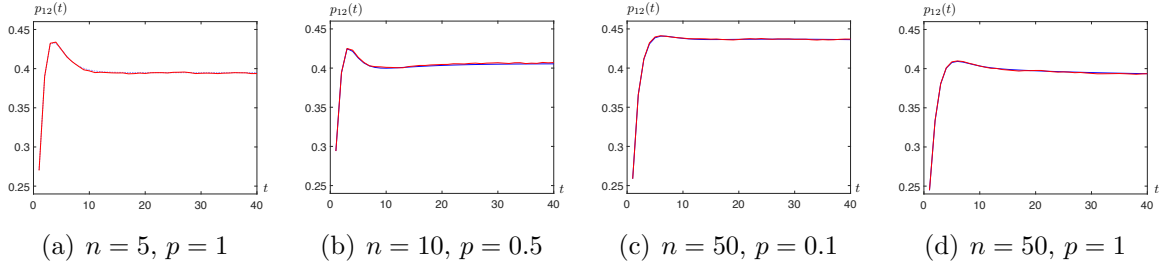 p₁₂(t) p₁₂(t) p₁₂(t) p₁₂(t)
0.45 0.45 0.45 0.45
0.4 0.4 0.4 0.4
0.35 0.35 0.35 0.35
0.3 0.3 0.3 0.3
0.25 0.25 0.25 0.25
t t t t
0 10 20 30 40 0 10 20 30 40 0 10 20 30 40 0 10 20 30 40
(a) n = 5, p = 1 (b) n = 10, p = 0.5 (c) n = 50, p = 0.1 (d) n = 50, p = 1